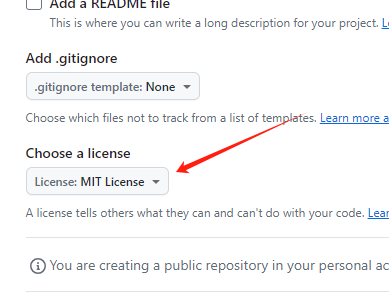 Add a README file
This is where you can write a long description for your project.
Add .gitignore
.gitignore template: None
Choose which files not to track from a list of templates. Learn more a
Choose a license
License: MIT License
A license tells others what they can and can't do with your code. Lear
You are creating a public repository in your personal ac